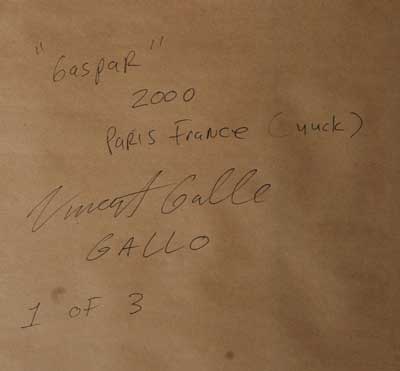 "Gaspar"
2000
PARIS FRANCE (yuck)
Vincent Gallo
GALLO
1 OF 3